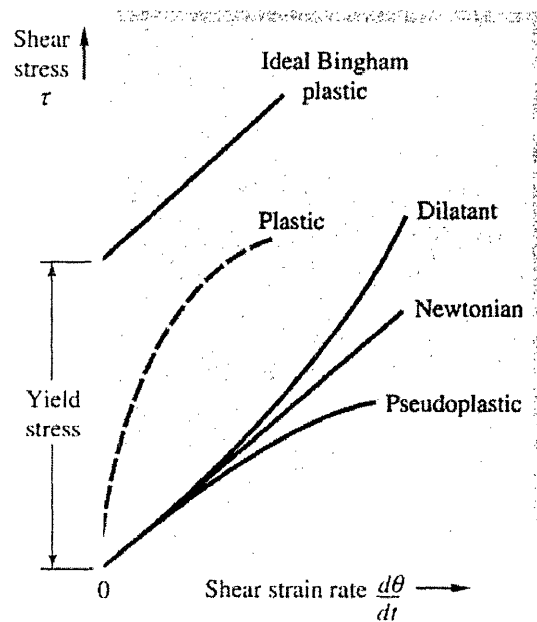 Shear
stress
τ
Ideal Bingham
plastic
Plastic
Dilatant
Newtonian
Pseudoplastic
Yield
stress
0
Shear strain rate dθ/dt